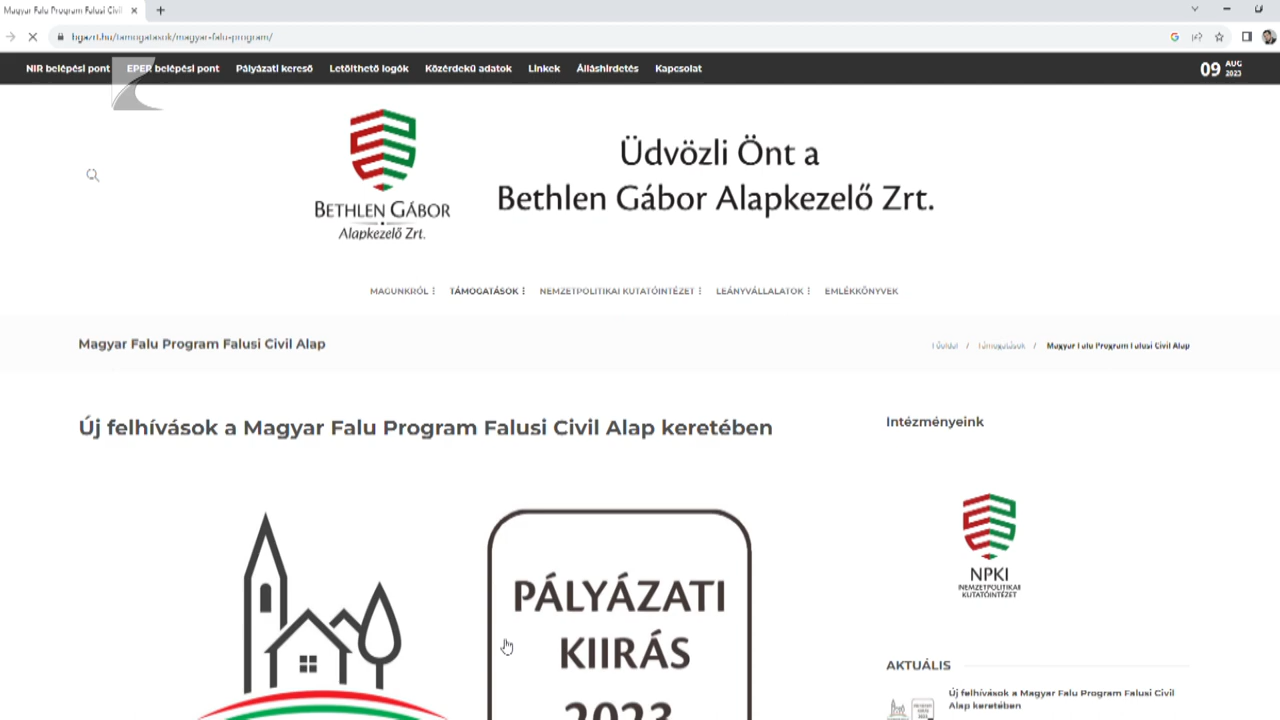 Magyar Falu Program Falusi Civil
bgazrt.hu/tamogatasok/magyar-falu-program/
NIR belépési pont EPER belépési pont Pályázati kereső Letölthető logók Közérdekű adatok Linkek Álláshirdetés Kapcsolat
09 AUG 2023
Üdvözli Önt a
Bethlen Gábor Alapkezelő Zrt.
BETHLEN GÁBOR
Alapkezelő Zrt.
MAGUNKRÓL TÁMOGATÁSOK NEMZETPOLITIKAI KUTATÓINTÉZET LEÁNYVÁLLALATOK EMLÉKKÖNYVEK
Magyar Falu Program Falusi Civil Alap
Főoldal / Támogatások / Magyar Falu Program Falusi Civil Alap
Új felhívások a Magyar Falu Program Falusi Civil Alap keretében
PÁLYÁZATI
KIIRÁS
2023
Intézményeink
NPKI
NEMZETPOLITIKAI
KUTATÓINTÉZET
AKTUÁLIS
Új felhívások a Magyar Falu Program Falusi Civil
Alap keretében